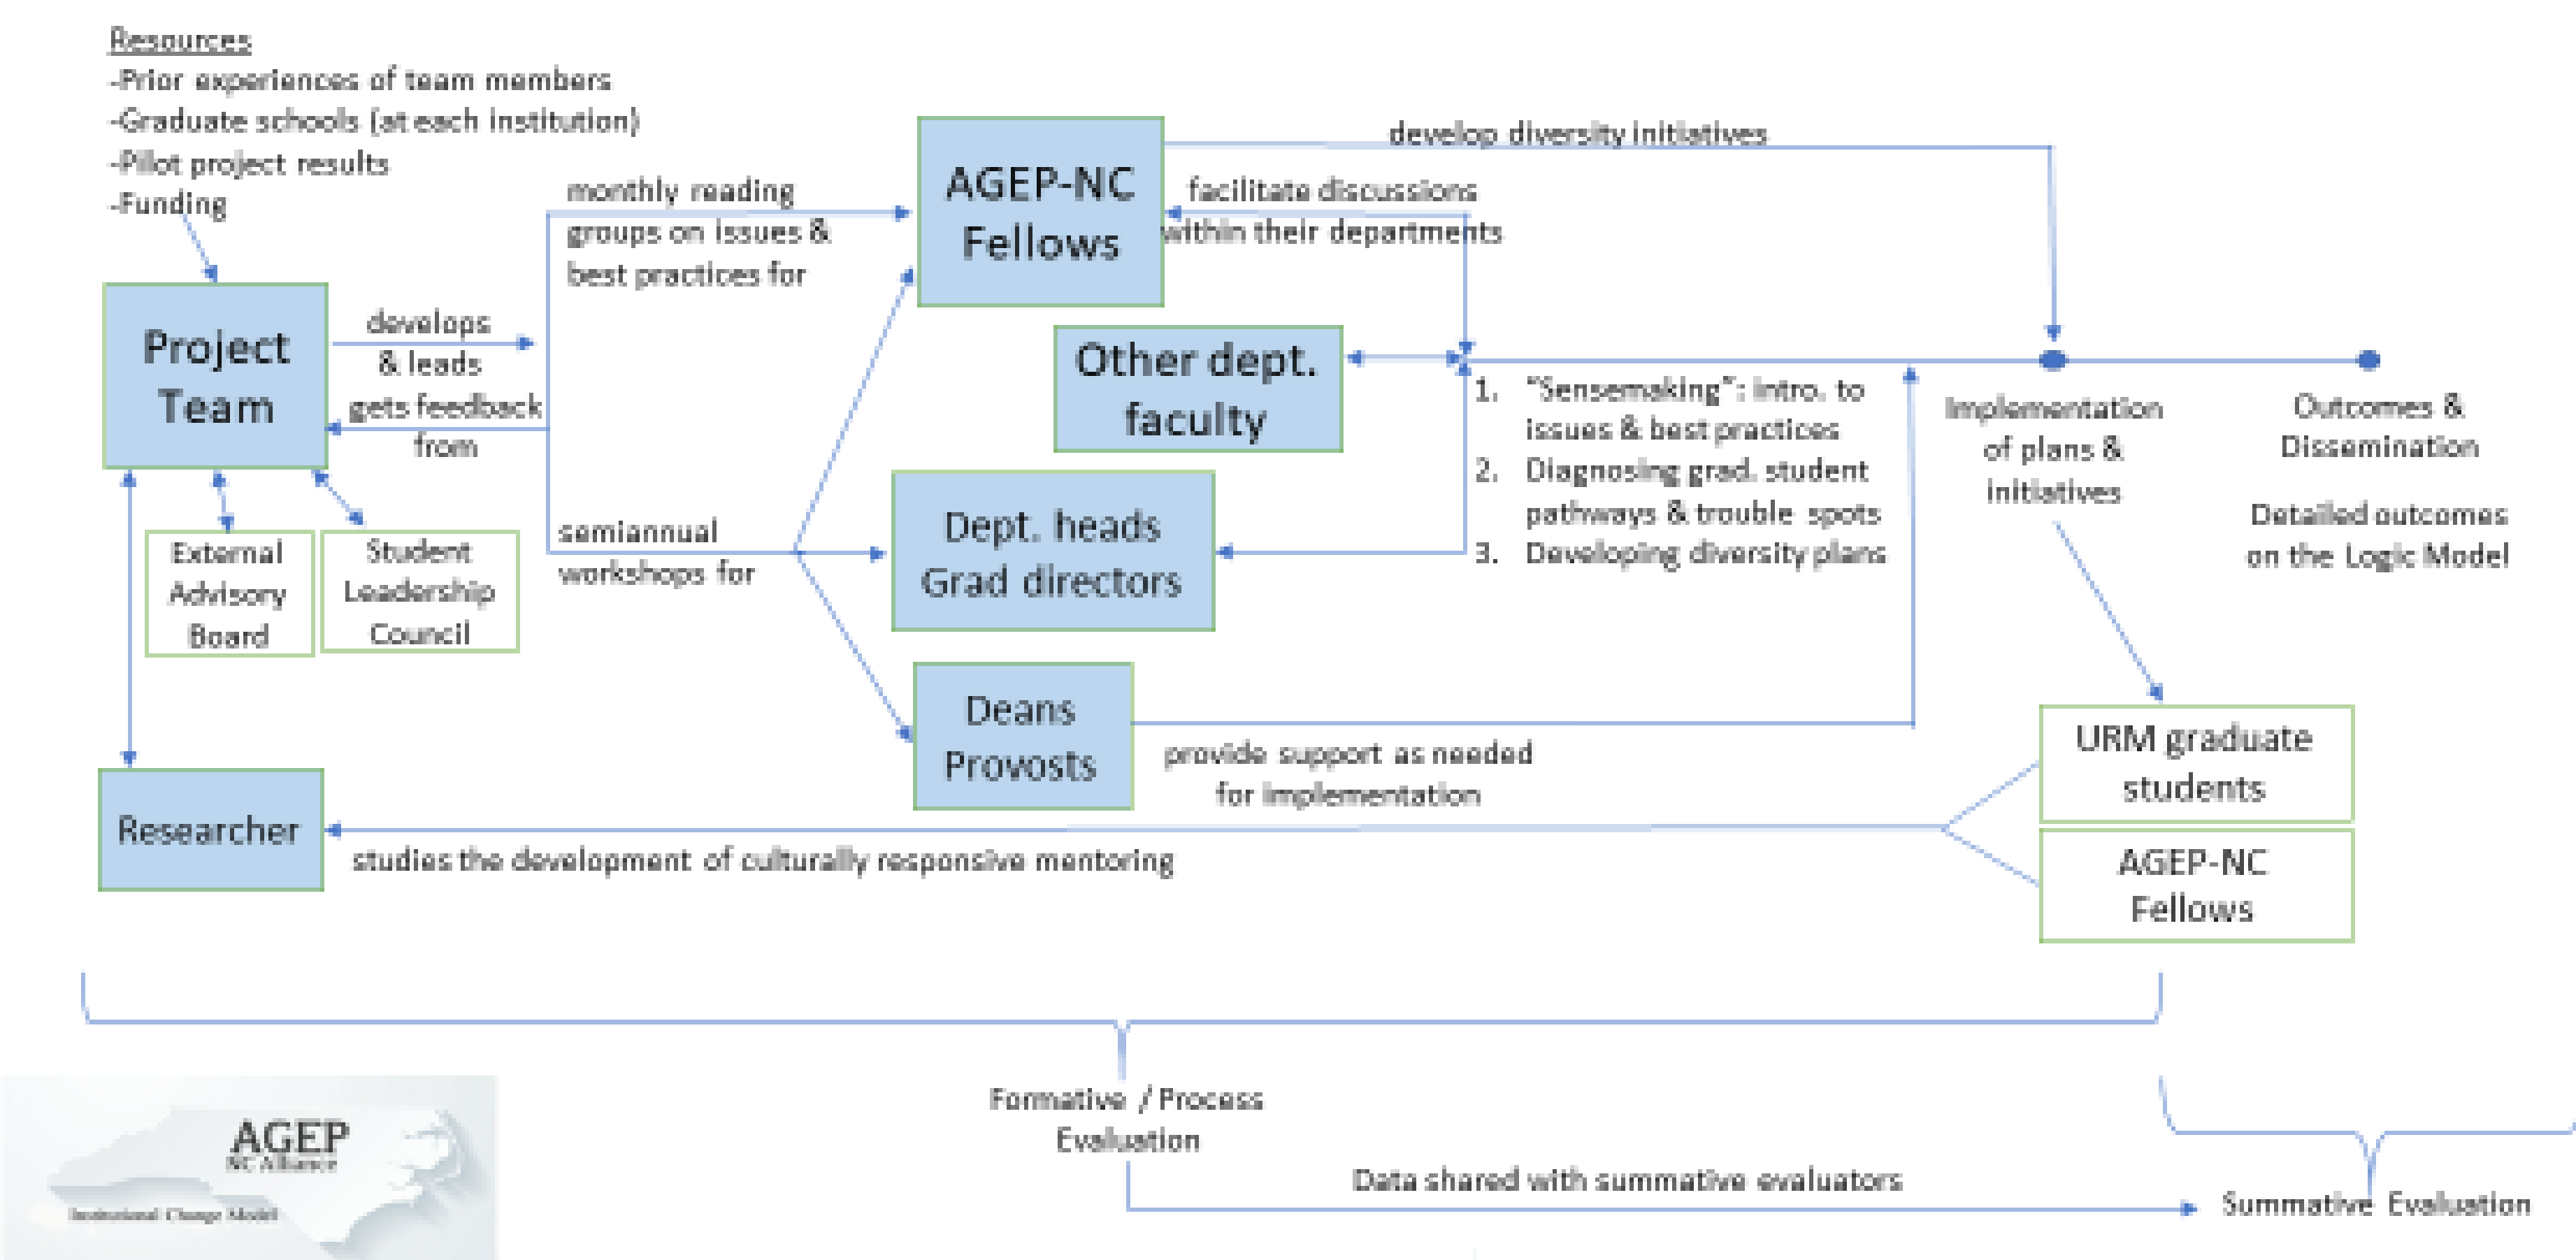 Resources
-Prior experiences of team members
-Graduate schools (at each institution)
-Pilot project results
-Funding
Project
Team
develops
& leads
gets feedback
from
External
Advisory
Board
Student
Leadership
Council
Researcher
monthly reading
groups on issues &
best practices for
semiannual
workshops for
AGEP-NC
Fellows
Other dept.
faculty
Dept. heads
Grad directors
Deans
Provosts
develop diversity initiatives
facilitate discussions
within their departments
1. "Sensemaking": intro. to
issues & best practices
2. Diagnosing grad. student
pathways & trouble spots
3. Developing diversity plans
Implementation
of plans &
initiatives
Outcomes &
Dissemination
Detailed outcomes
on the Logic Model
provide support as needed
for implementation
URM graduate
students
AGEP-NC
Fellows
studies the development of culturally responsive mentoring
Formative / Process
Evaluation
Data shared with summative evaluators
Summative Evaluation
AGEP
NC Alliance
Institutional Change Model